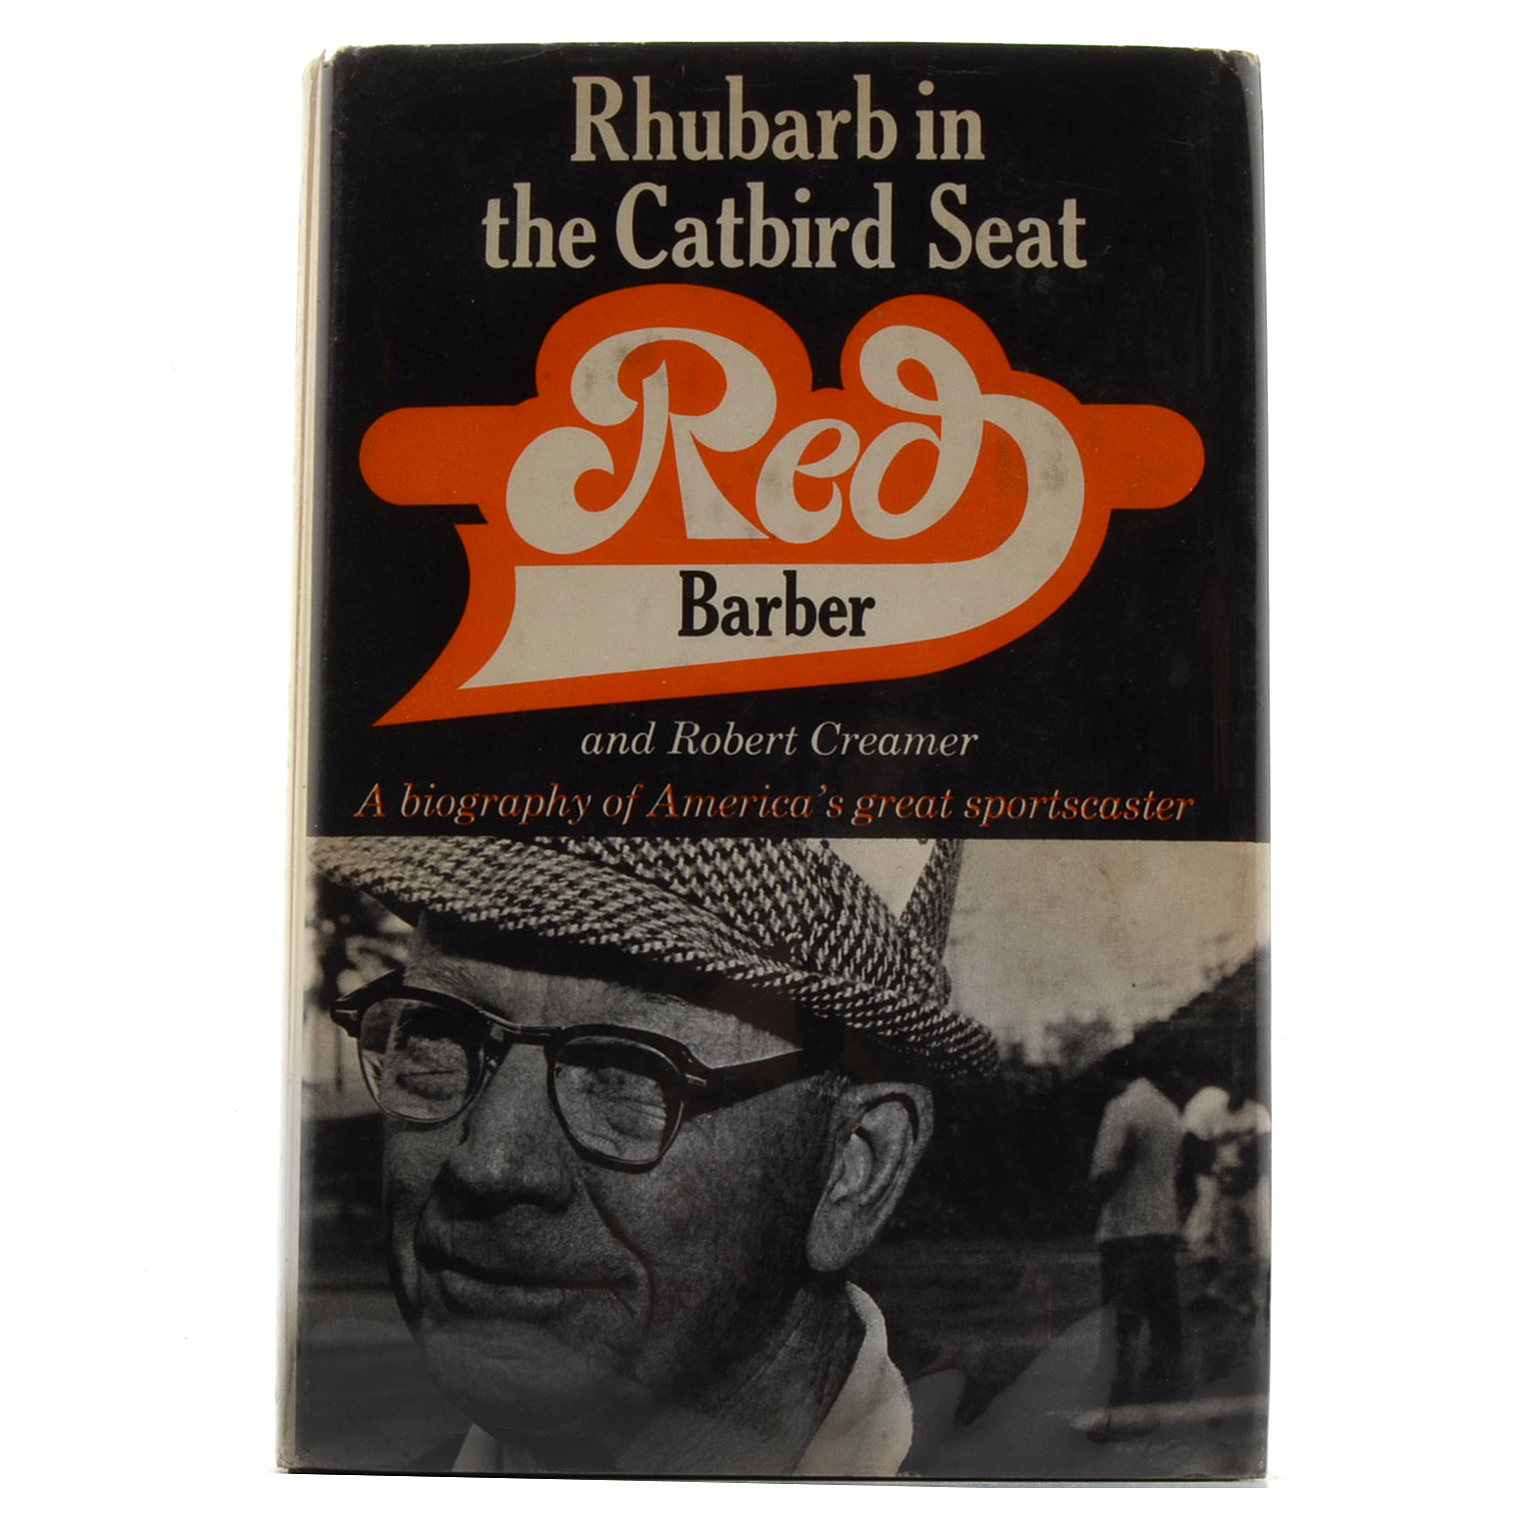 Rhubarb in
the Catbird Seat
Red
Barber
and Robert Creamer
A biography of America's great sportscaster